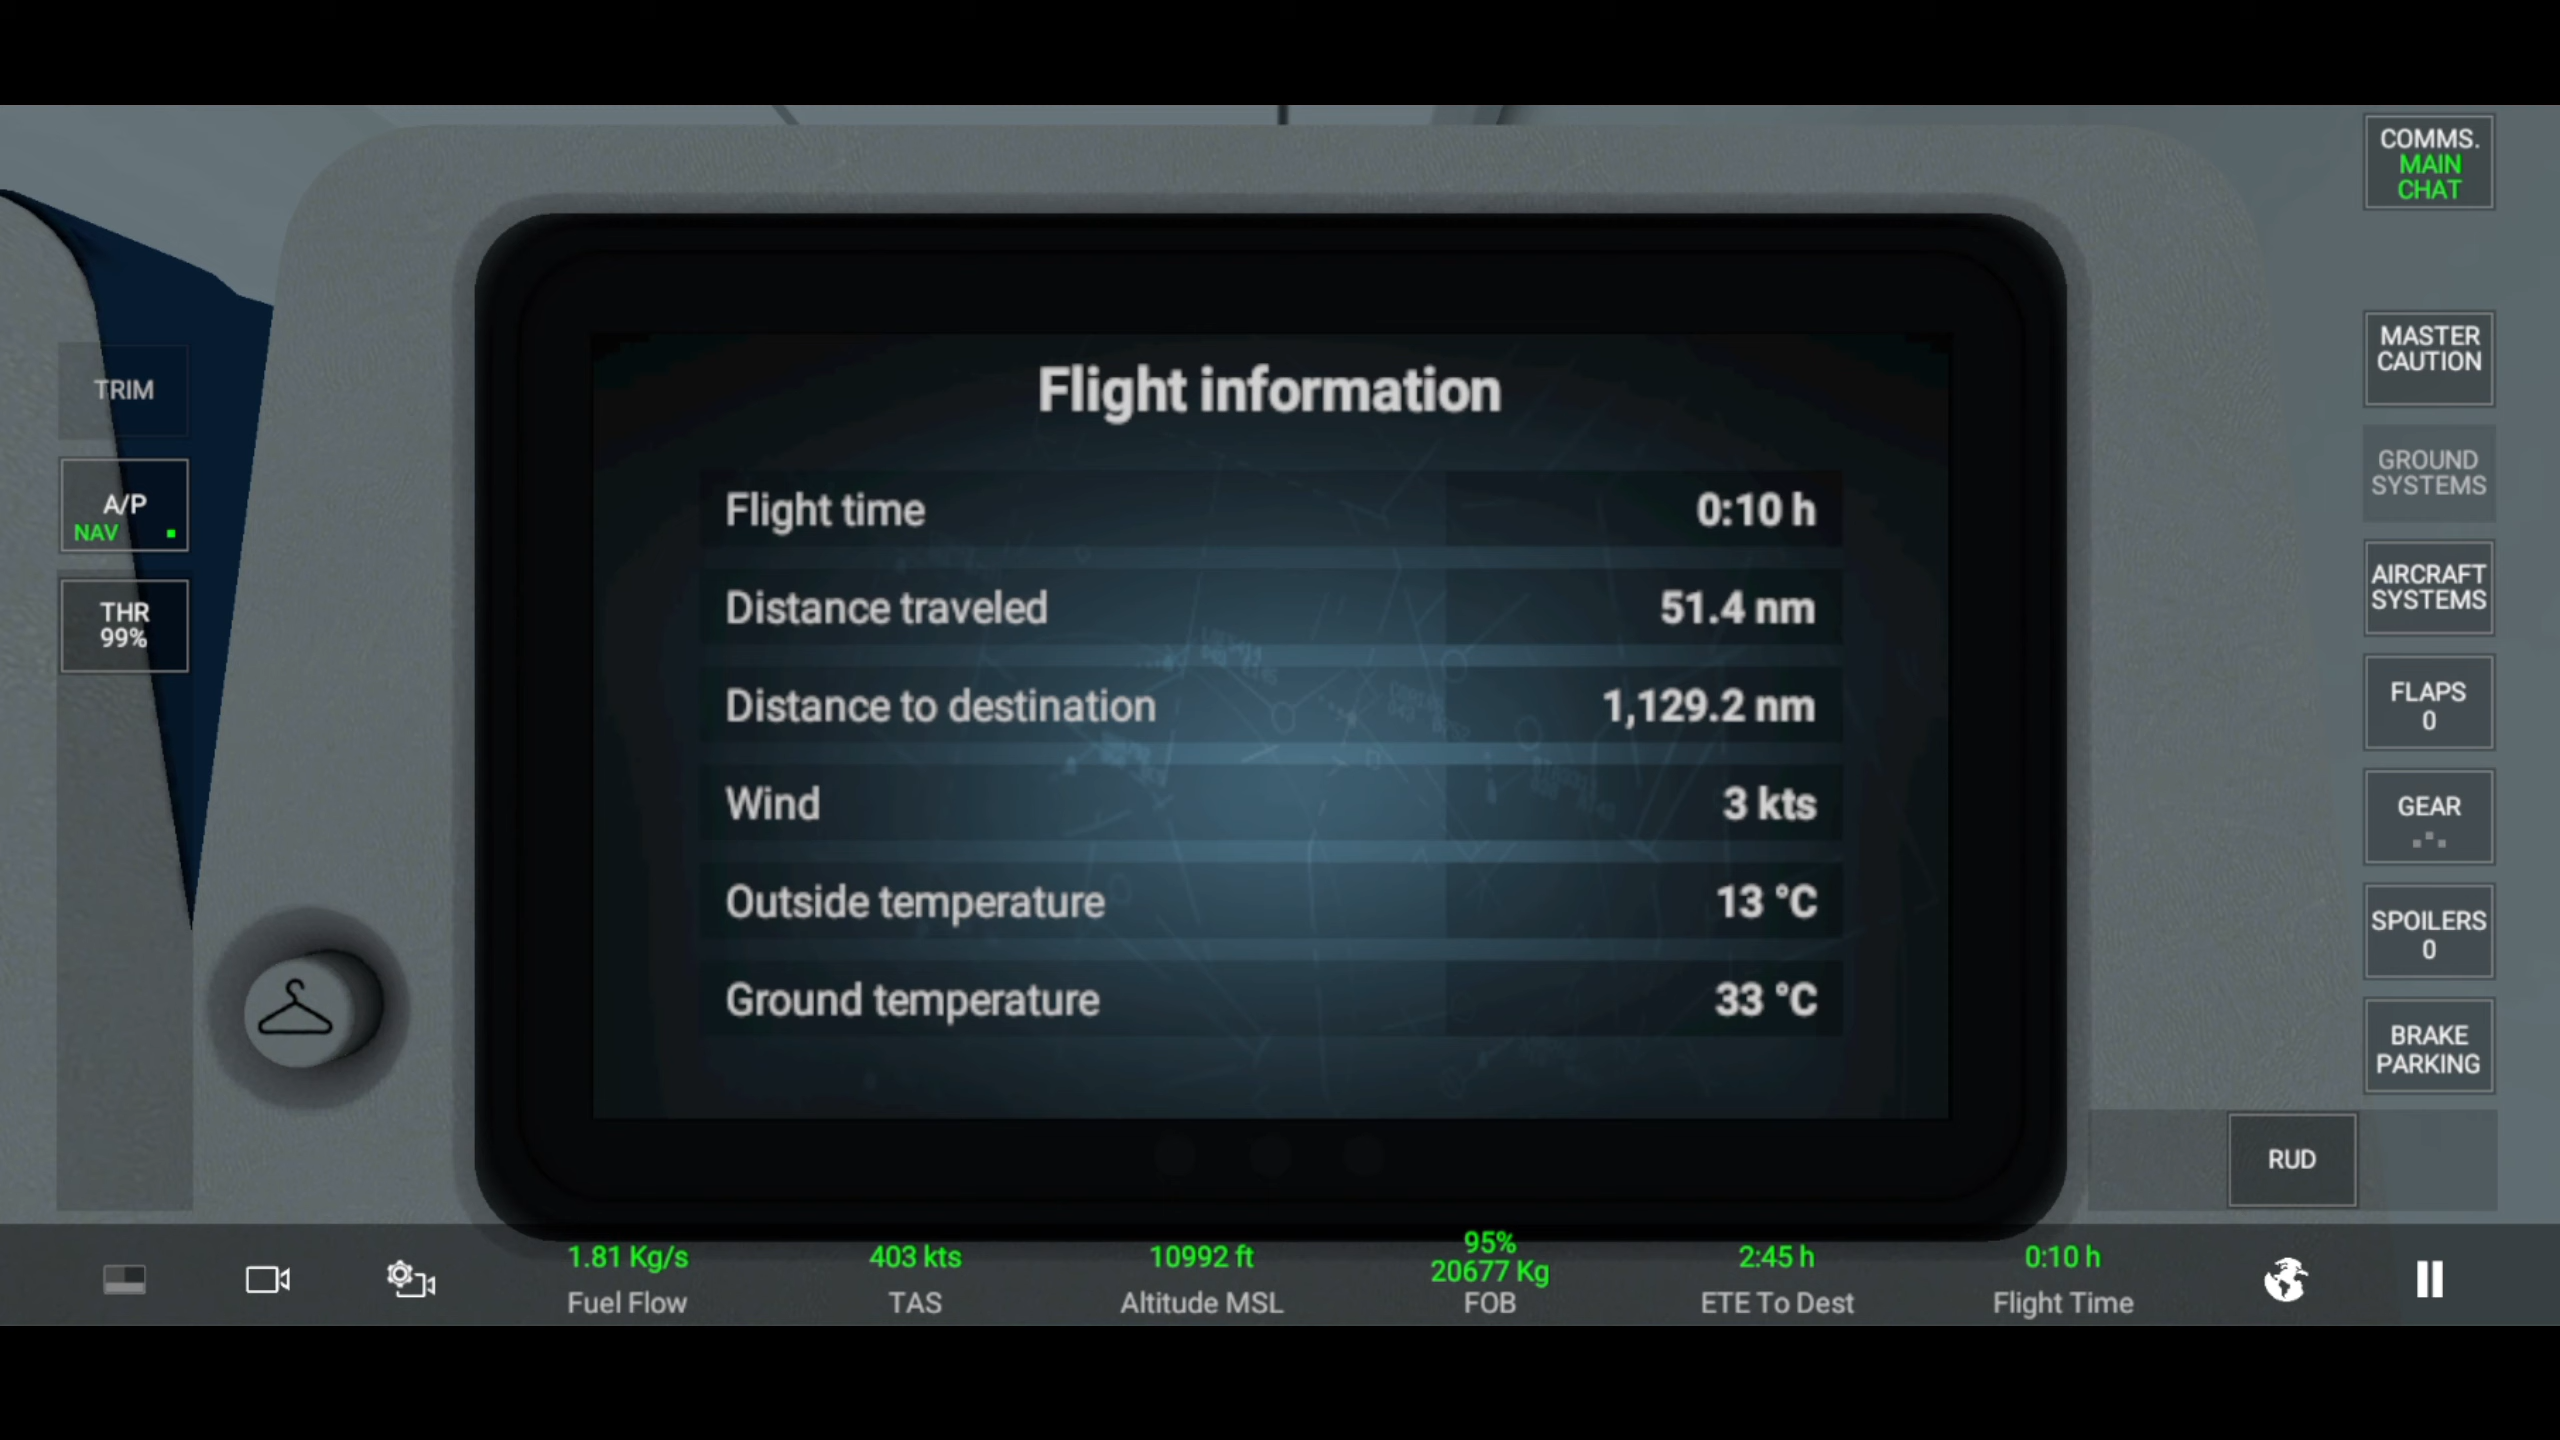 COMMS.
MAIN
CHAT
TRIM
A/P
NAV
THR
99%
Flight information
Flight time 0:10 h
Distance traveled 51.4 nm
Distance to destination 1,129.2 nm
Wind 3 kts
Outside temperature 13 °C
Ground temperature 33 °C
MASTER
CAUTION
GROUND
SYSTEMS
AIRCRAFT
SYSTEMS
FLAPS
0
GEAR
SPOILERS
0
BRAKE
PARKING
RUD
1.81 Kg/s
Fuel Flow
403 kts
TAS
10992 ft
Altitude MSL
95%
20677 Kg
FOB
2:45 h
ETE To Dest
0:10 h
Flight Time